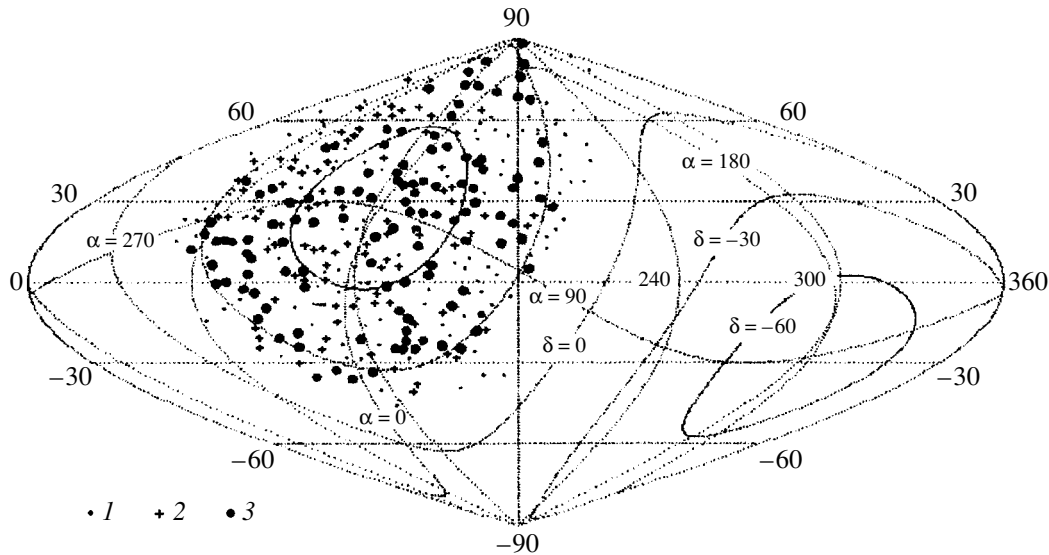 90
60 60
α = 180
30 30
α = 270 δ = −30
0 240 300 360
α = 90
δ = −60
δ = 0
−30 −30
α = 0
−60 −60
1 2 3
−90